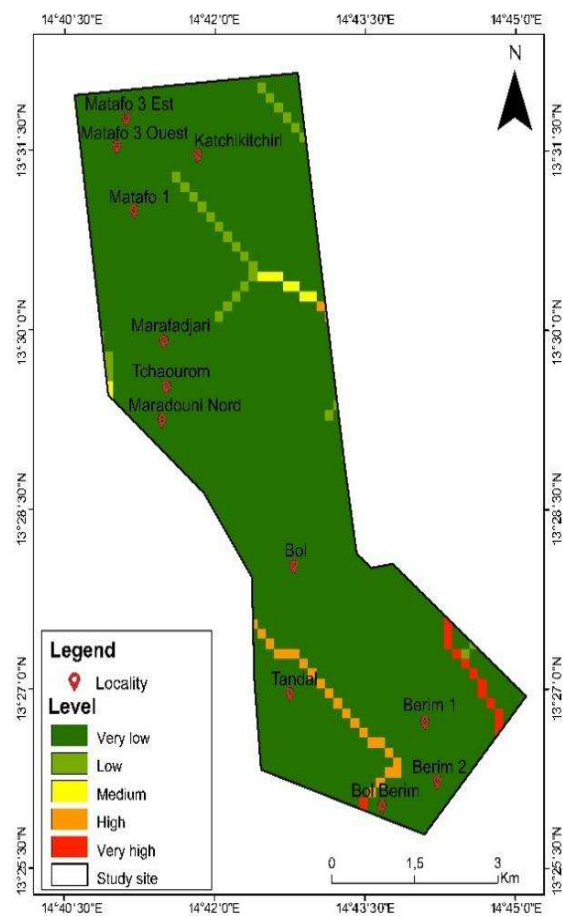 14°40'30"E 14°42'0"E 14°43'30"E 14°45'0"E
N
Matafo 3 Est
Matafo 3 Ouest
Katchikitchiri
13°31'30"N 13°31'30"N
Matafo 1
13°30'0"N 13°30'0"N
Marafadjari
Tchaourom
Maradouni Nord
13°28'30"N 13°28'30"N
Bol
Legend
Locality
Level
Very low
Low
Medium
High
Very high
Study site
13°27'0"N 13°27'0"N
Tandal
Berim 1
Berim 2
Bol Berim
0 1,5 3
Km
13°25'30"N 13°25'30"N
14°40'30"E 14°42'0"E 14°43'30"E 14°45'0"E